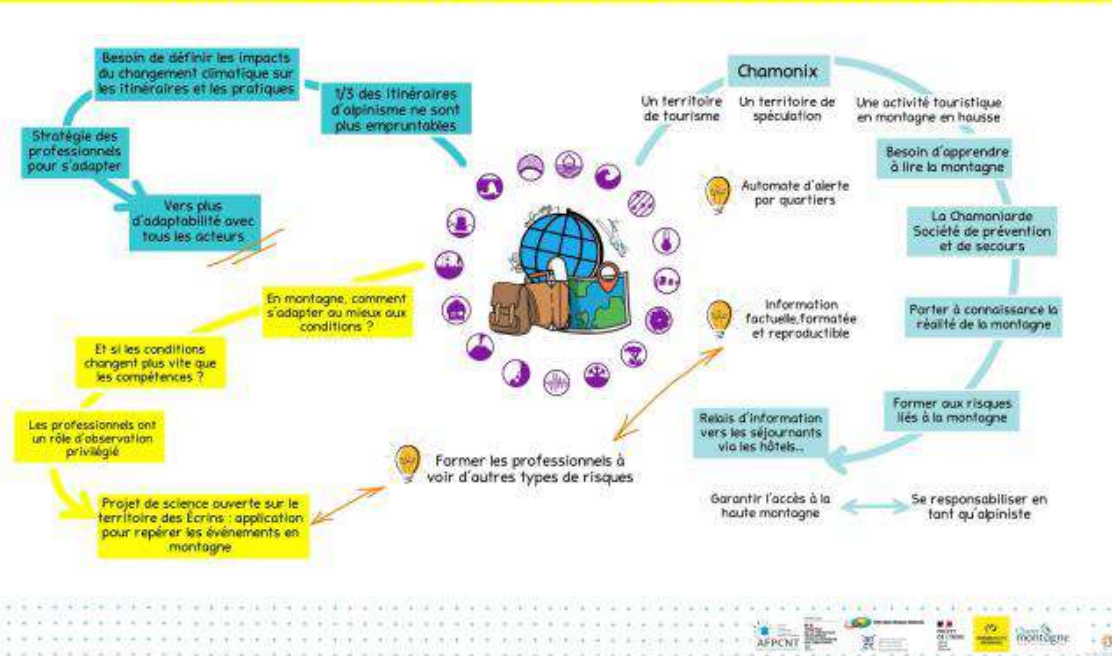 Besoin de définir les impacts
du changement climatique sur
les itinéraires et les pratiques
1/3 des itinéraires
d'alpinisme ne sont
plus empruntables
Stratégie des
professionnels
pour s'adapter
Vers plus
d'adaptabilité avec
tous les acteurs
En montagne, comment
s'adapter au mieux aux
conditions ?
Et si les conditions
changent plus vite que
les compétences ?
Les professionnels ont
un rôle d'observation
privilégié
Projet de science ouverte sur le
territoire des Écrins : application
pour repérer les événements en
montagne
Former les professionnels à
voir d'autres types de risques
Chamonix
Un territoire
de tourisme
Un territoire de
spéculation
Une activité touristique
en montagne en hausse
Besoin d'apprendre
à lire la montagne
Automate d'alerte
par quartiers
La Chamoniarde
Société de prévention
et de secours
Information
factuelle, formatée
et reproductible
Porter à connaissance la
réalité de la montagne
Former aux risques
liés à la montagne
Relais d'information
vers les séjournants
via les hôtels...
Garantir l'accès à la
haute montagne
Se responsabiliser en
tant qu'alpiniste
AFPCNT
montagne